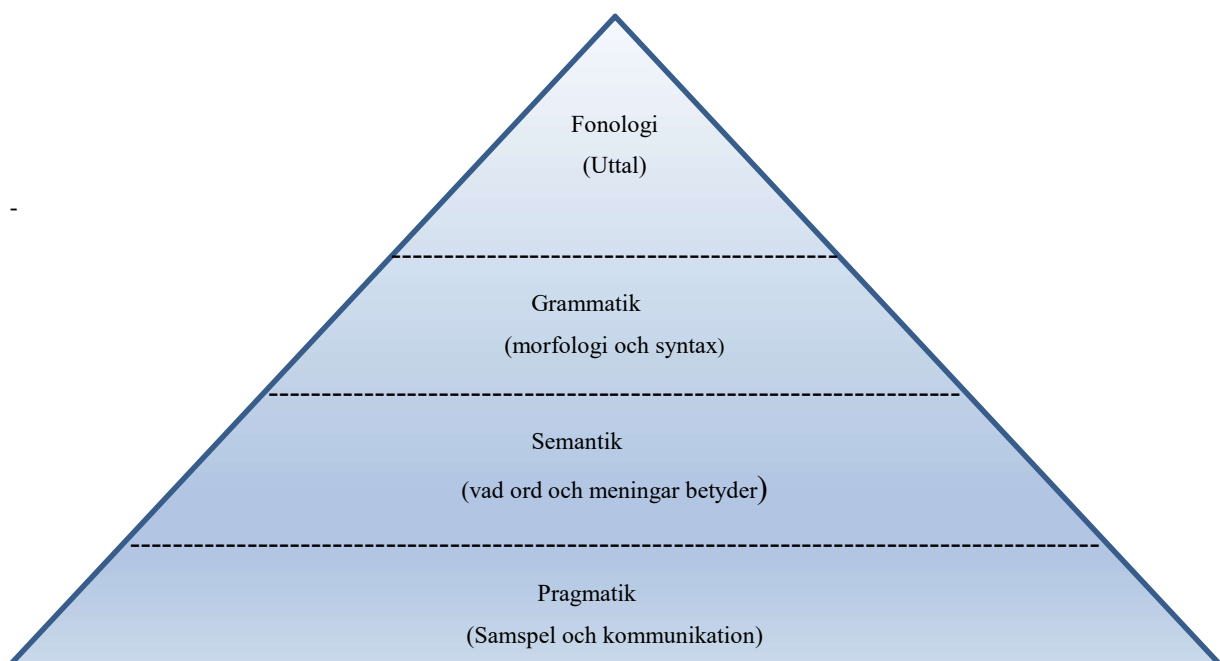 Fonologi
(Uttal)
-
Grammatik
(morfologi och syntax)
Semantik
(vad ord och meningar betyder)
Pragmatik
(Samspel och kommunikation)